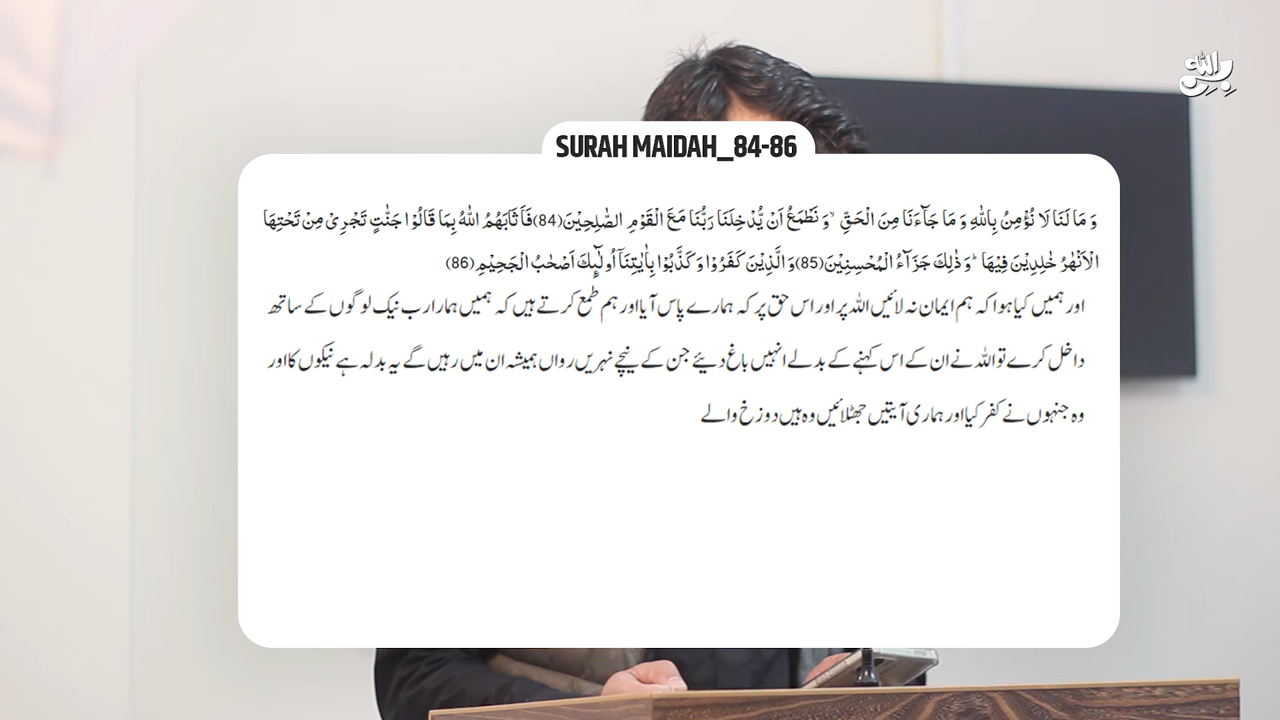 بسم الله
SURAH MAIDAH_84-86
وَ مَا لَنَا لَا نُؤْمِنُ بِاللّٰهِ وَ مَا جَآءَنَا مِنَ الْحَقِّۙ-وَ نَطْمَعُ اَنْ یُّدْخِلَنَا رَبُّنَا مَعَ الْقَوْمِ الصّٰلِحِیْنَ(84)فَاَثَابَهُمُ اللّٰهُ بِمَا قَالُوْا جَنّٰتٍ تَجْرِیْ مِنْ تَحْتِهَا
الْاَنْهٰرُ خٰلِدِیْنَ فِیْهَاؕ-وَ ذٰلِكَ جَزَآءُ الْمُحْسِنِیْنَ(85)وَ الَّذِیْنَ كَفَرُوْا وَ كَذَّبُوْا بِاٰیٰتِنَاۤ اُولٰٓىٕكَ اَصْحٰبُ الْجَحِیْمِ(86)
اور ہمیں کیا ہوا کہ ہم ایمان نہ لائیں اللہ پر اور اس حق پر کہ ہمارے پاس آیا اور ہم طمع کرتے ہیں کہ ہمیں ہمارا رب نیک لوگوں کے ساتھ
داخل کرے تو اللہ نے ان کے اس کہنے کے بدلے انہیں باغ دئیے جن کے نیچے نہریں رواں ہمیشہ ان میں رہیں گے یہ بدلہ ہے نیکوں کا اور
وہ جنہوں نے کفر کیا اور ہماری آیتیں جھٹلائیں وہ ہیں دوزخ والے